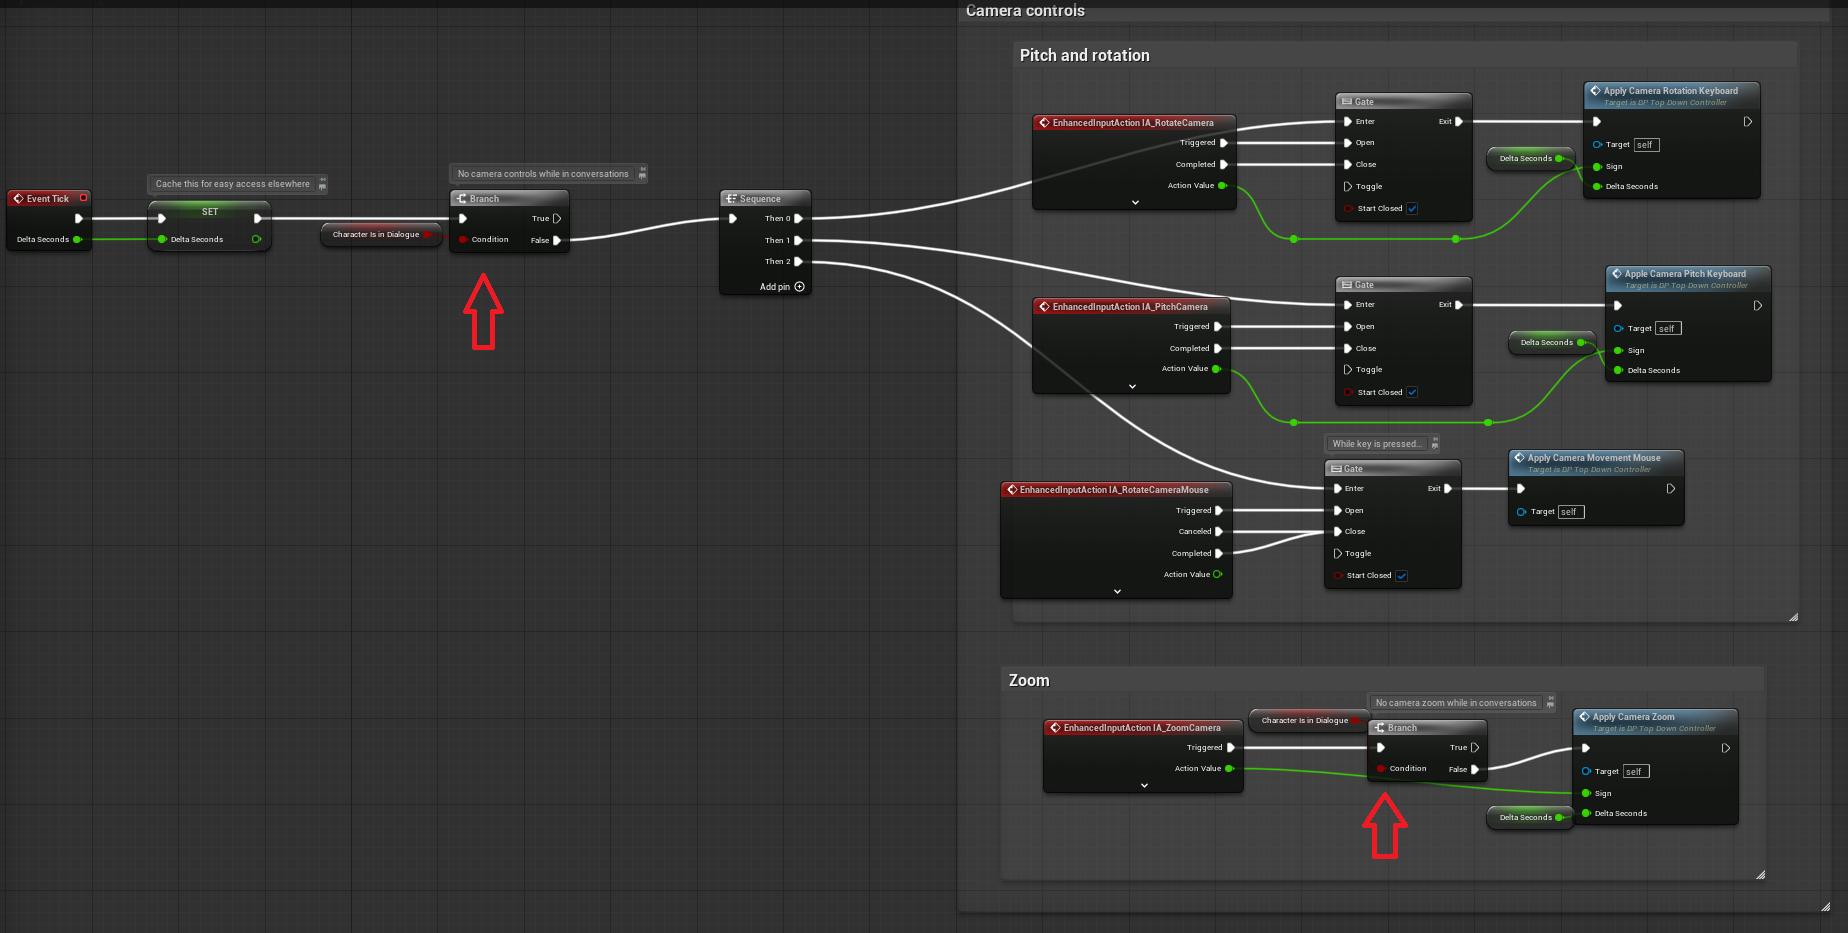 Camera controls
Pitch and rotation
Event Tick
Delta Seconds
Cache this for easy access elsewhere
SET
Delta Seconds
Character Is in Dialogue
No camera controls while in conversations
Branch
True
Condition
False
Sequence
Then 0
Then 1
Then 2
Add pin
EnhancedInputAction IA_RotateCamera
Triggered
Completed
Action Value
Gate
Enter
Exit
Open
Close
Toggle
Start Closed
Delta Seconds
Apply Camera Rotation Keyboard
Target is DP Top Down Controller
Target self
Sign
Delta Seconds
EnhancedInputAction IA_PitchCamera
Triggered
Completed
Action Value
Gate
Enter
Exit
Open
Close
Toggle
Start Closed
Delta Seconds
Apple Camera Pitch Keyboard
Target is DP Top Down Controller
Target self
Sign
Delta Seconds
EnhancedInputAction IA_RotateCameraMouse
Triggered
Canceled
Completed
Action Value
While key is pressed...
Gate
Enter
Exit
Open
Close
Toggle
Start Closed
Apply Camera Movement Mouse
Target is DP Top Down Controller
Target self
Zoom
EnhancedInputAction IA_ZoomCamera
Triggered
Action Value
Character Is in Dialogue
No camera zoom while in conversations
Branch
True
Condition
False
Delta Seconds
Apply Camera Zoom
Target is DP Top Down Controller
Target self
Sign
Delta Seconds